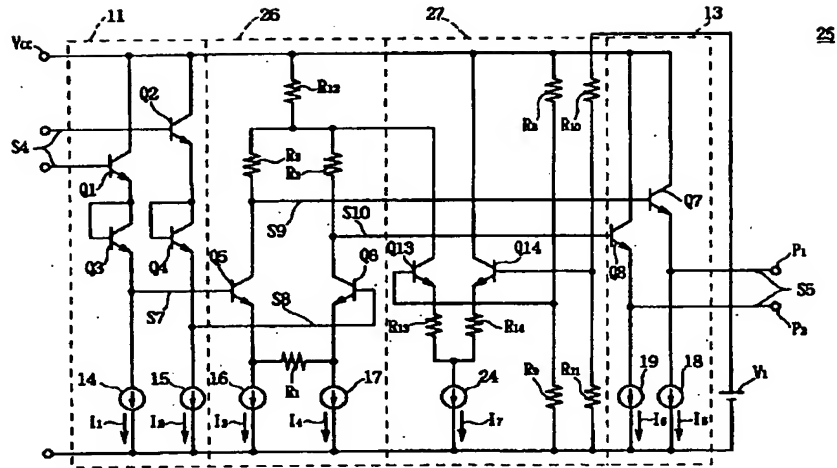 11
26
27
13
25
Vcc
Q2
R12
R8
R10
S4
Q1
R3
R2
Q7
S9
S10
Q3
Q4
Q5
Q6
Q13
Q14
Q8
P1
S5
P2
S7
S8
R13
R14
R1
R9
R11
14
15
16
17
24
19
18
V1
I1
I2
I3
I4
I7
I6
I5